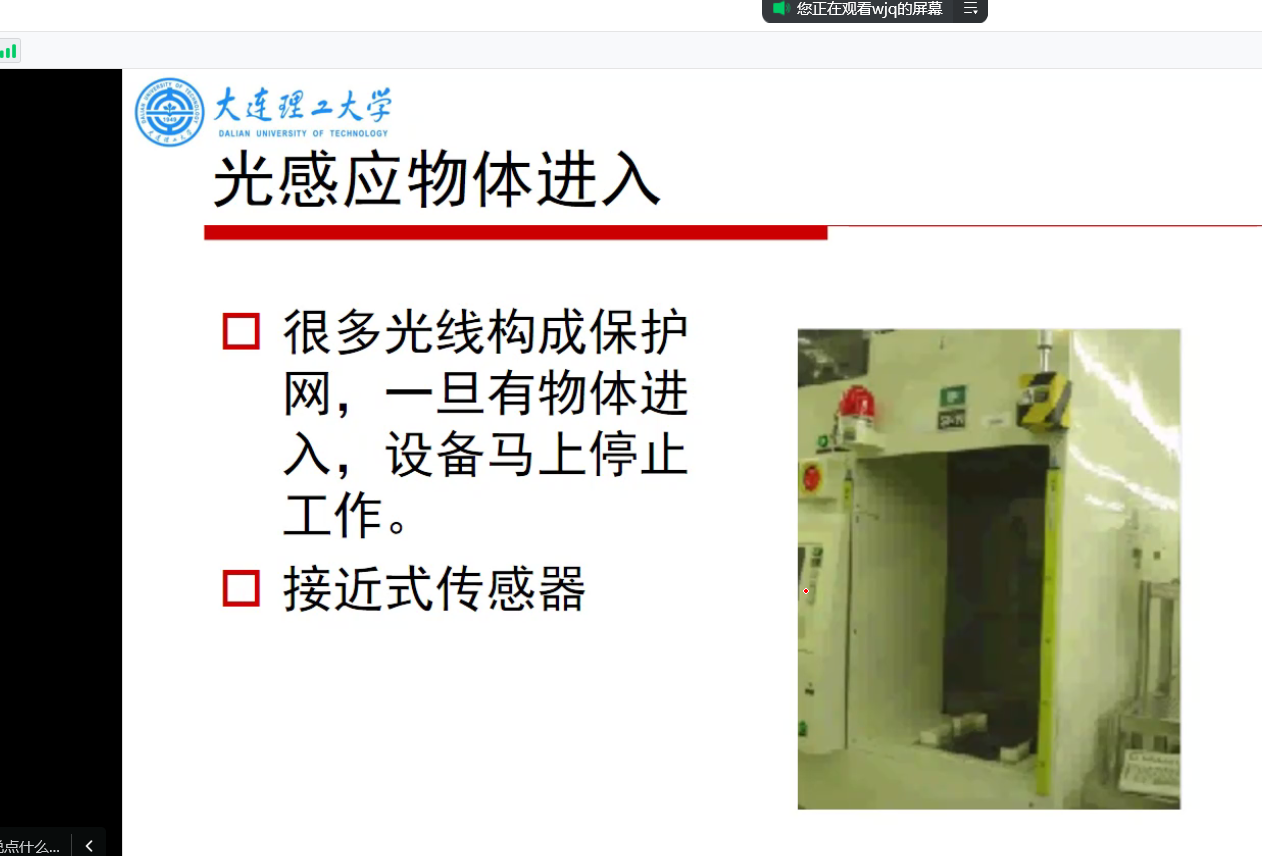 您正在观看wjq的屏幕
大连理工大学
DALIAN UNIVERSITY OF TECHNOLOGY
光感应物体进入
很多光线构成保护
网，一旦有物体进
入，设备马上停止
工作。
接近式传感器
点什么...